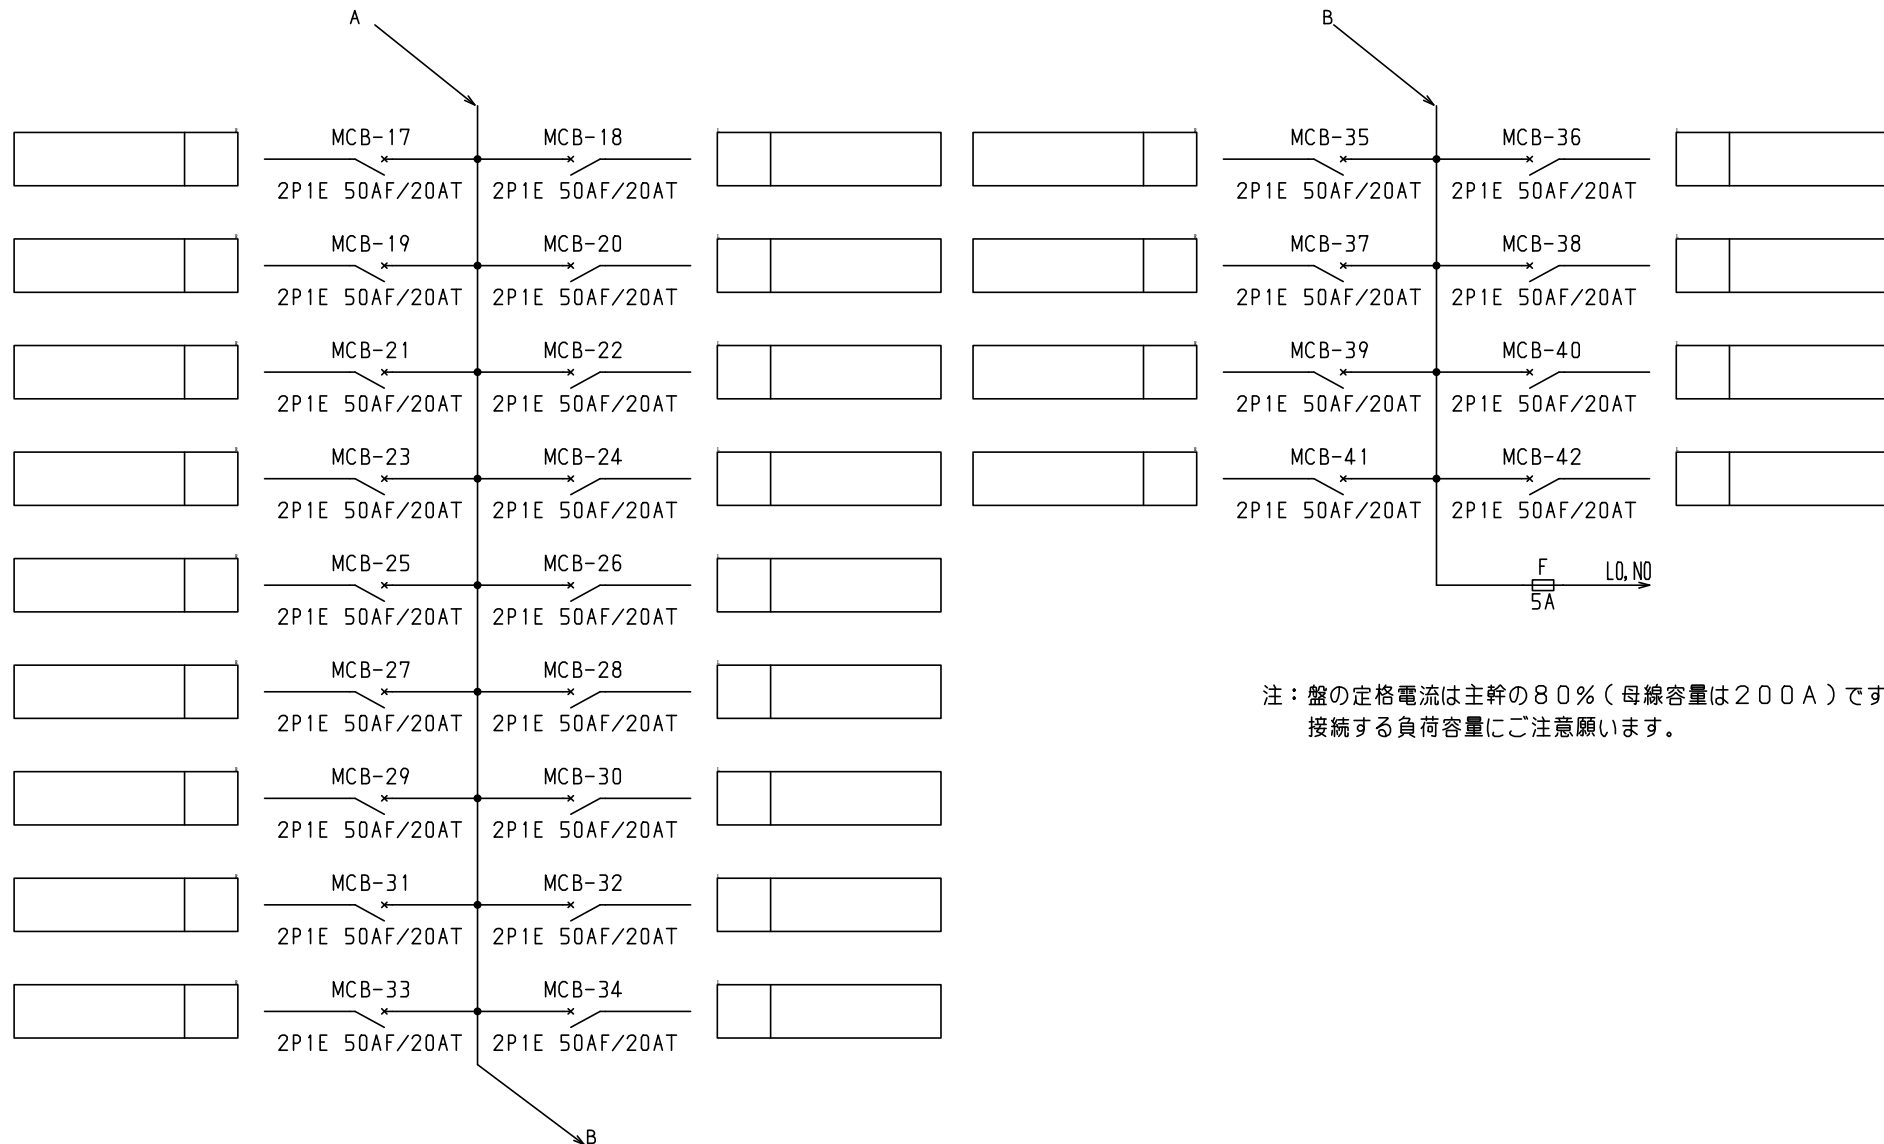 A
MCB-17 MCB-18
2P1E 50AF/20AT 2P1E 50AF/20AT
MCB-19 MCB-20
2P1E 50AF/20AT 2P1E 50AF/20AT
MCB-21 MCB-22
2P1E 50AF/20AT 2P1E 50AF/20AT
MCB-23 MCB-24
2P1E 50AF/20AT 2P1E 50AF/20AT
MCB-25 MCB-26
2P1E 50AF/20AT 2P1E 50AF/20AT
MCB-27 MCB-28
2P1E 50AF/20AT 2P1E 50AF/20AT
MCB-29 MCB-30
2P1E 50AF/20AT 2P1E 50AF/20AT
MCB-31 MCB-32
2P1E 50AF/20AT 2P1E 50AF/20AT
MCB-33 MCB-34
2P1E 50AF/20AT 2P1E 50AF/20AT
B
B
MCB-35 MCB-36
2P1E 50AF/20AT 2P1E 50AF/20AT
MCB-37 MCB-38
2P1E 50AF/20AT 2P1E 50AF/20AT
MCB-39 MCB-40
2P1E 50AF/20AT 2P1E 50AF/20AT
MCB-41 MCB-42
2P1E 50AF/20AT 2P1E 50AF/20AT
F L0,N0
5A
注：盤の定格電流は主幹の８０％（母線容量は２００Ａ）です
接続する負荷容量にご注意願います。